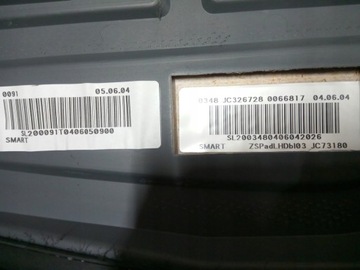 0091 05.06.04
SL200091T0406050900
SMART
0348 JC326728 0066817 04.06.04
SL2003480406042026
SMART ZSPadLHDbl03 JC73180